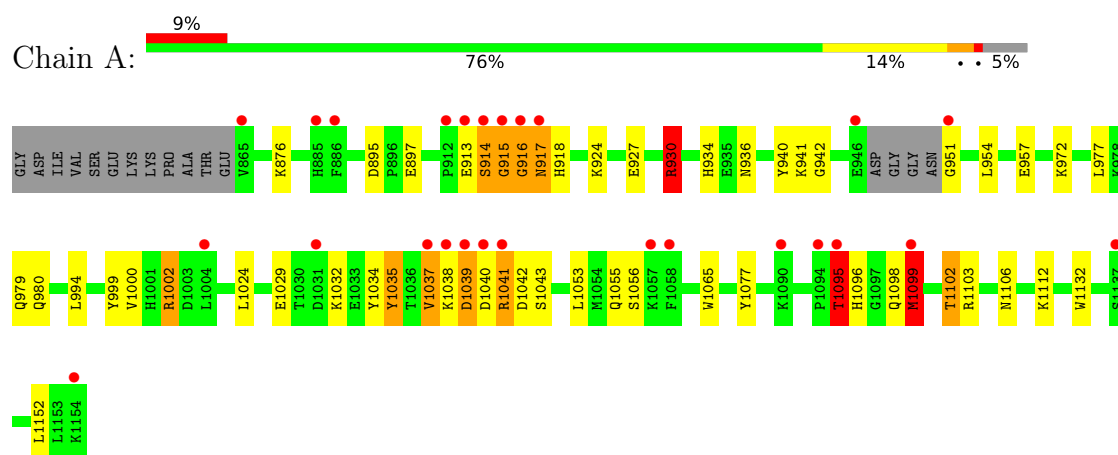 9%
Chain A:
76% 14% • • 5%
GLY ASP ILE VAL SER GLU LYS LYS PRO ALA THR GLU V865 K876 H885 F886 D895 P896 E897 P912 E913 S914 G915 G916 N917 H918 K924 E927 R930 H934 E935 N936 Y940 K941 G942 E946 ASP GLY GLY ASN G951 L954 E957 K972 L977 K978
Q979 Q980 L994 Y999 V1000 H1001 R1002 D1003 L1004 L1024 E1029 T1030 D1031 K1032 E1033 Y1034 Y1035 T1036 V1037 K1038 D1039 D1040 R1041 D1042 S1043 L1053 M1054 Q1055 S1056 K1057 F1058 W1065 Y1077 K1090 P1094 T1095 H1096 G1097 Q1098 M1099 T1102 R1103 N1106 K1112 W1132 S1137
L1152 L1153 K1154